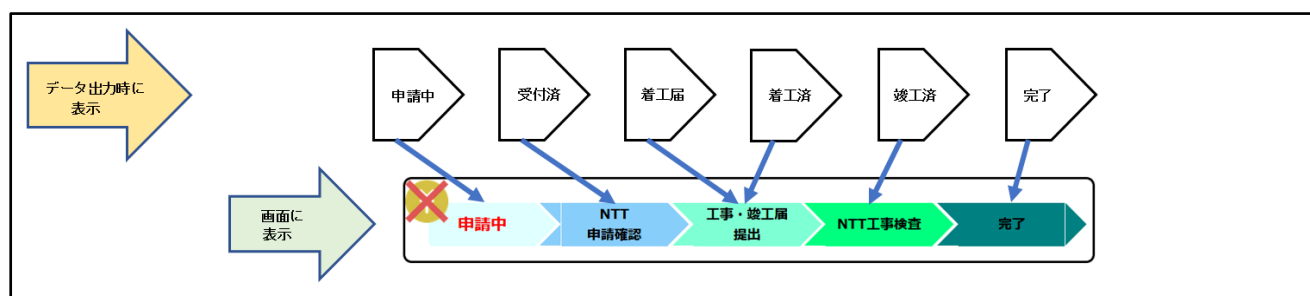 データ出力時に
表示
申請中
受付済
着工届
着工済
竣工済
完了
画面に
表示
申請中
NTT
申請確認
工事・竣工届
提出
NTT工事検査
完了